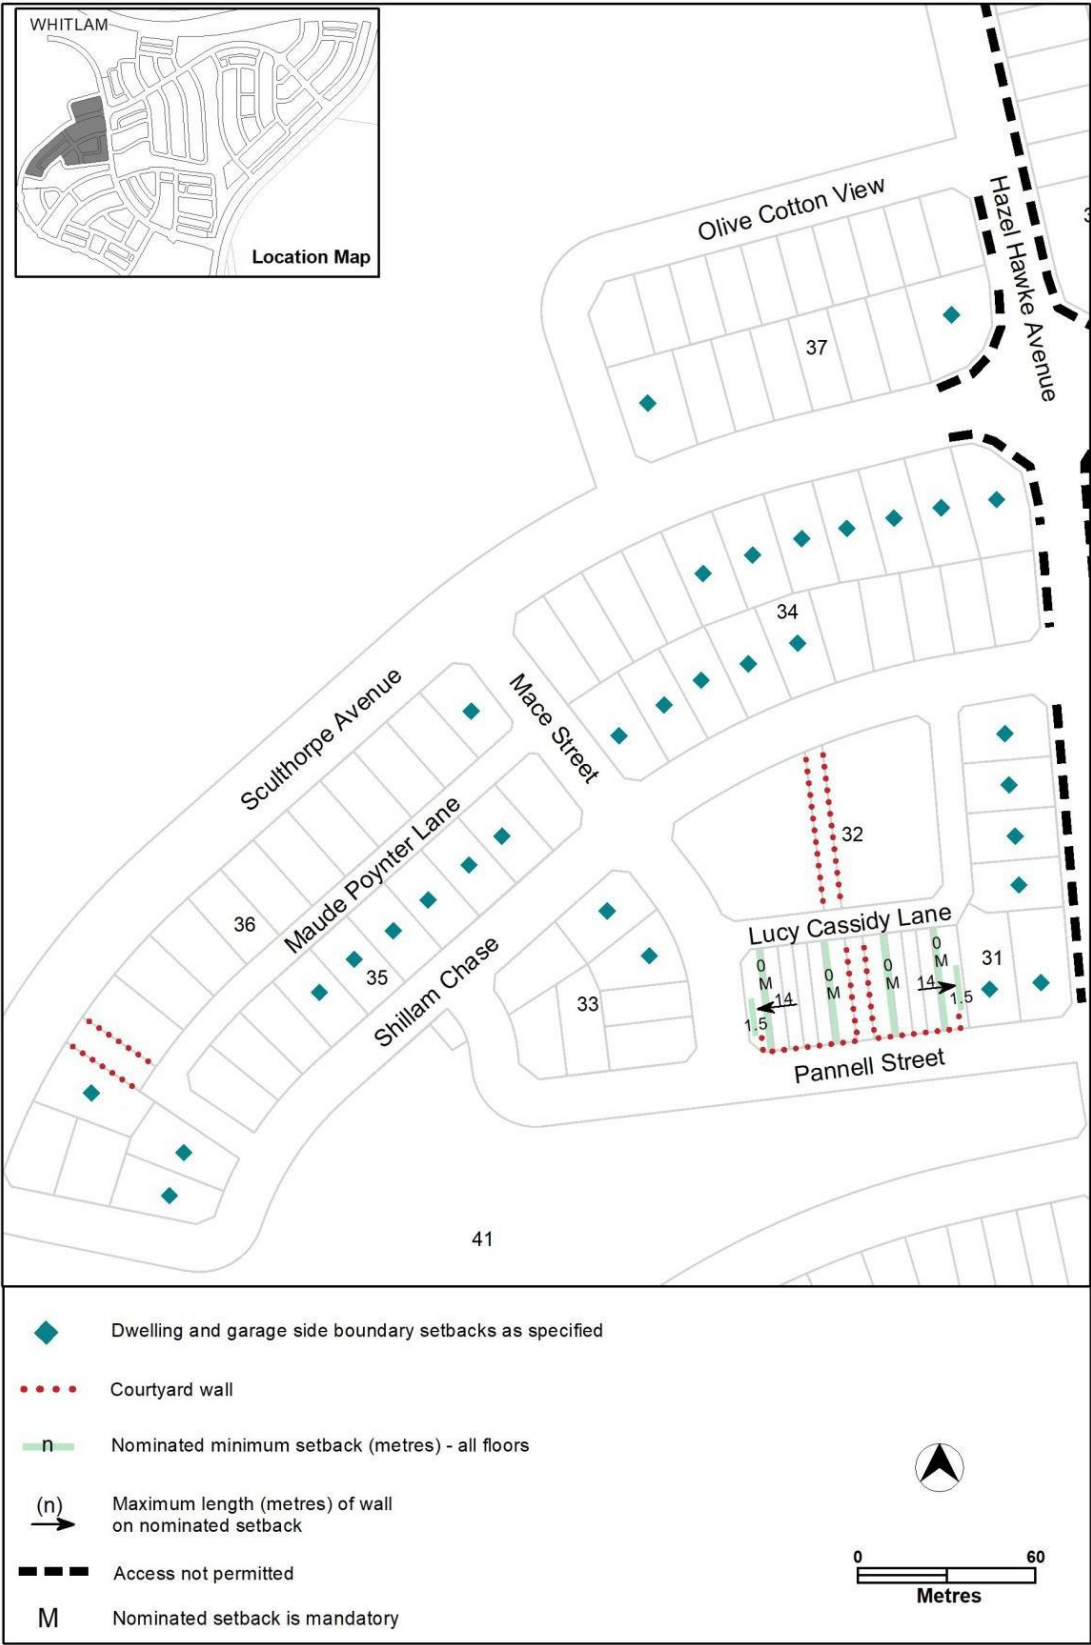 WHITLAM
Location Map
Olive Cotton View
Hazel Hawke Avenue
37
34
Sculthorpe Avenue
Mace Street
32
Maude Poynter Lane
36
Lucy Cassidy Lane
35
Shillam Chase
33
31
0
M
0
M
0
M
0
M
14
14
1.5
1.5
Pannell Street
41
Dwelling and garage side boundary setbacks as specified
Courtyard wall
n
Nominated minimum setback (metres) - all floors
(n)
Maximum length (metres) of wall
on nominated setback
Access not permitted
M
Nominated setback is mandatory
0 60
Metres